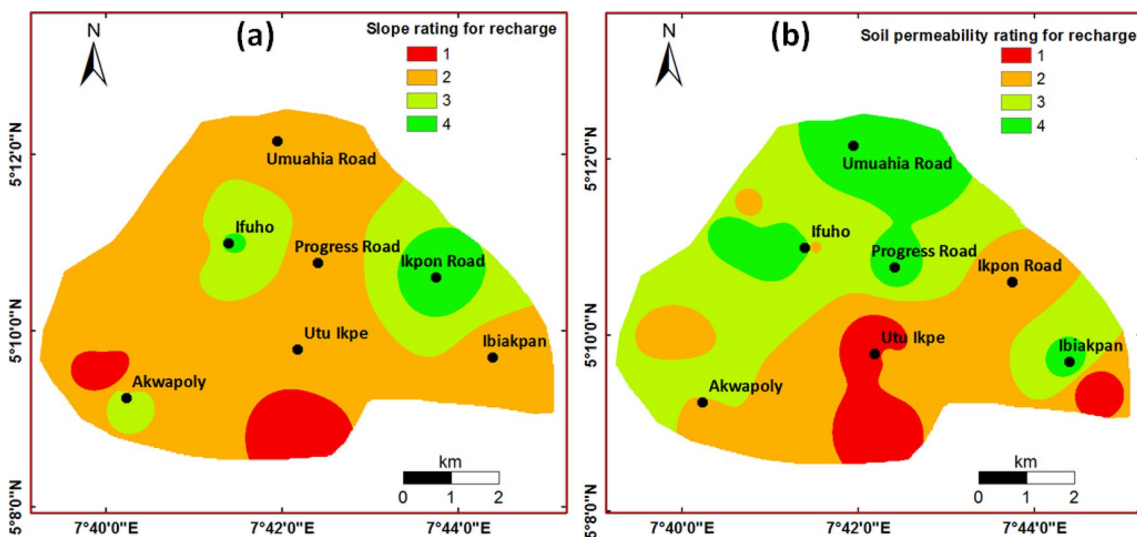 (a)
N
Slope rating for recharge
1
2
3
4
Umuahia Road
Ifuho
Progress Road
Ikpon Road
Utu Ikpe
Ibiakpan
Akwapoly
km
0 1 2
5°12'0"N
5°10'0"N
5°8'0"N
7°40'0"E 7°42'0"E 7°44'0"E
(b)
N
Soil permeability rating for recharge
1
2
3
4
Umuahia Road
Ifuho
Progress Road
Ikpon Road
Utu Ikpe
Ibiakpan
Akwapoly
km
0 1 2
5°12'0"N
5°10'0"N
5°8'0"N
7°40'0"E 7°42'0"E 7°44'0"E